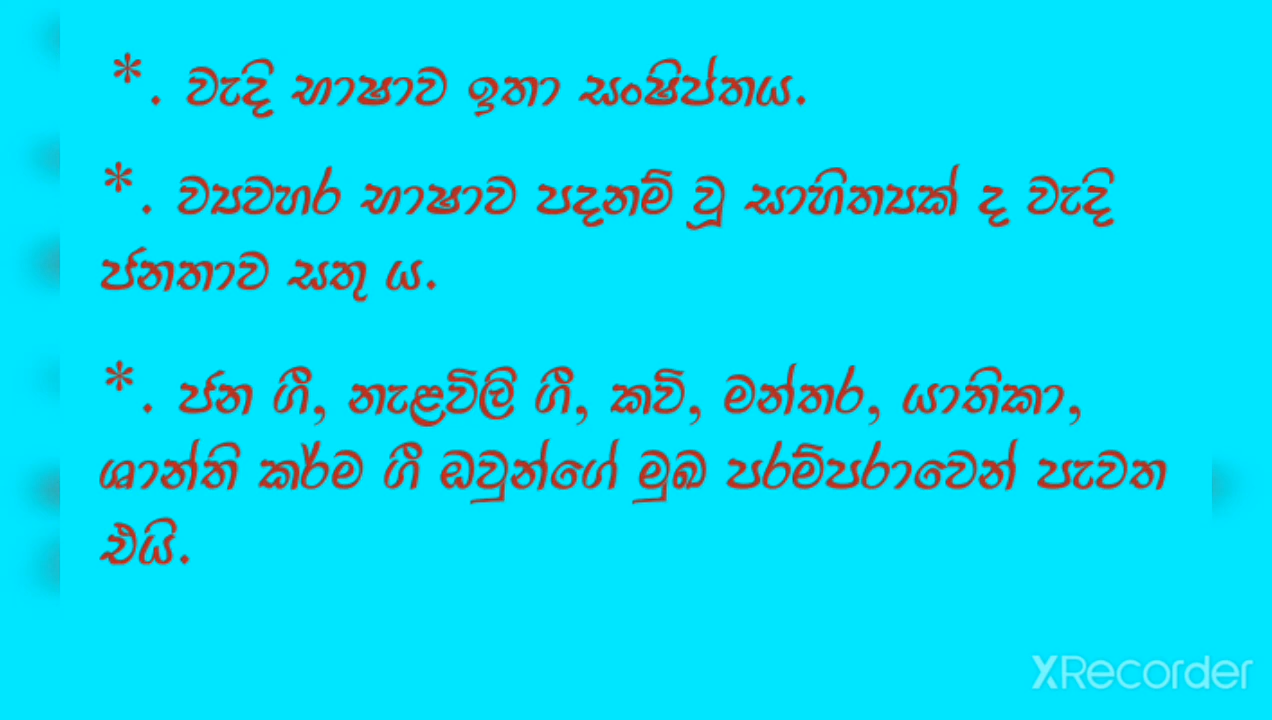 *. වැදි භාෂාව ඉතා සංෂිප්තය.
*. ව්‍යවහර භාෂාව පදනම් වූ සාහිත්‍යක් ද වැදි
ජනතාව සතු ය.
*. ජන ගී, නැළවිලි ගී, කවි, මන්තර, යාතිකා,
ශාන්ති කර්ම ගී ඔවුන්ගේ මුඛ පරම්පරාවෙන් පැවත
එයි.
XRecorder